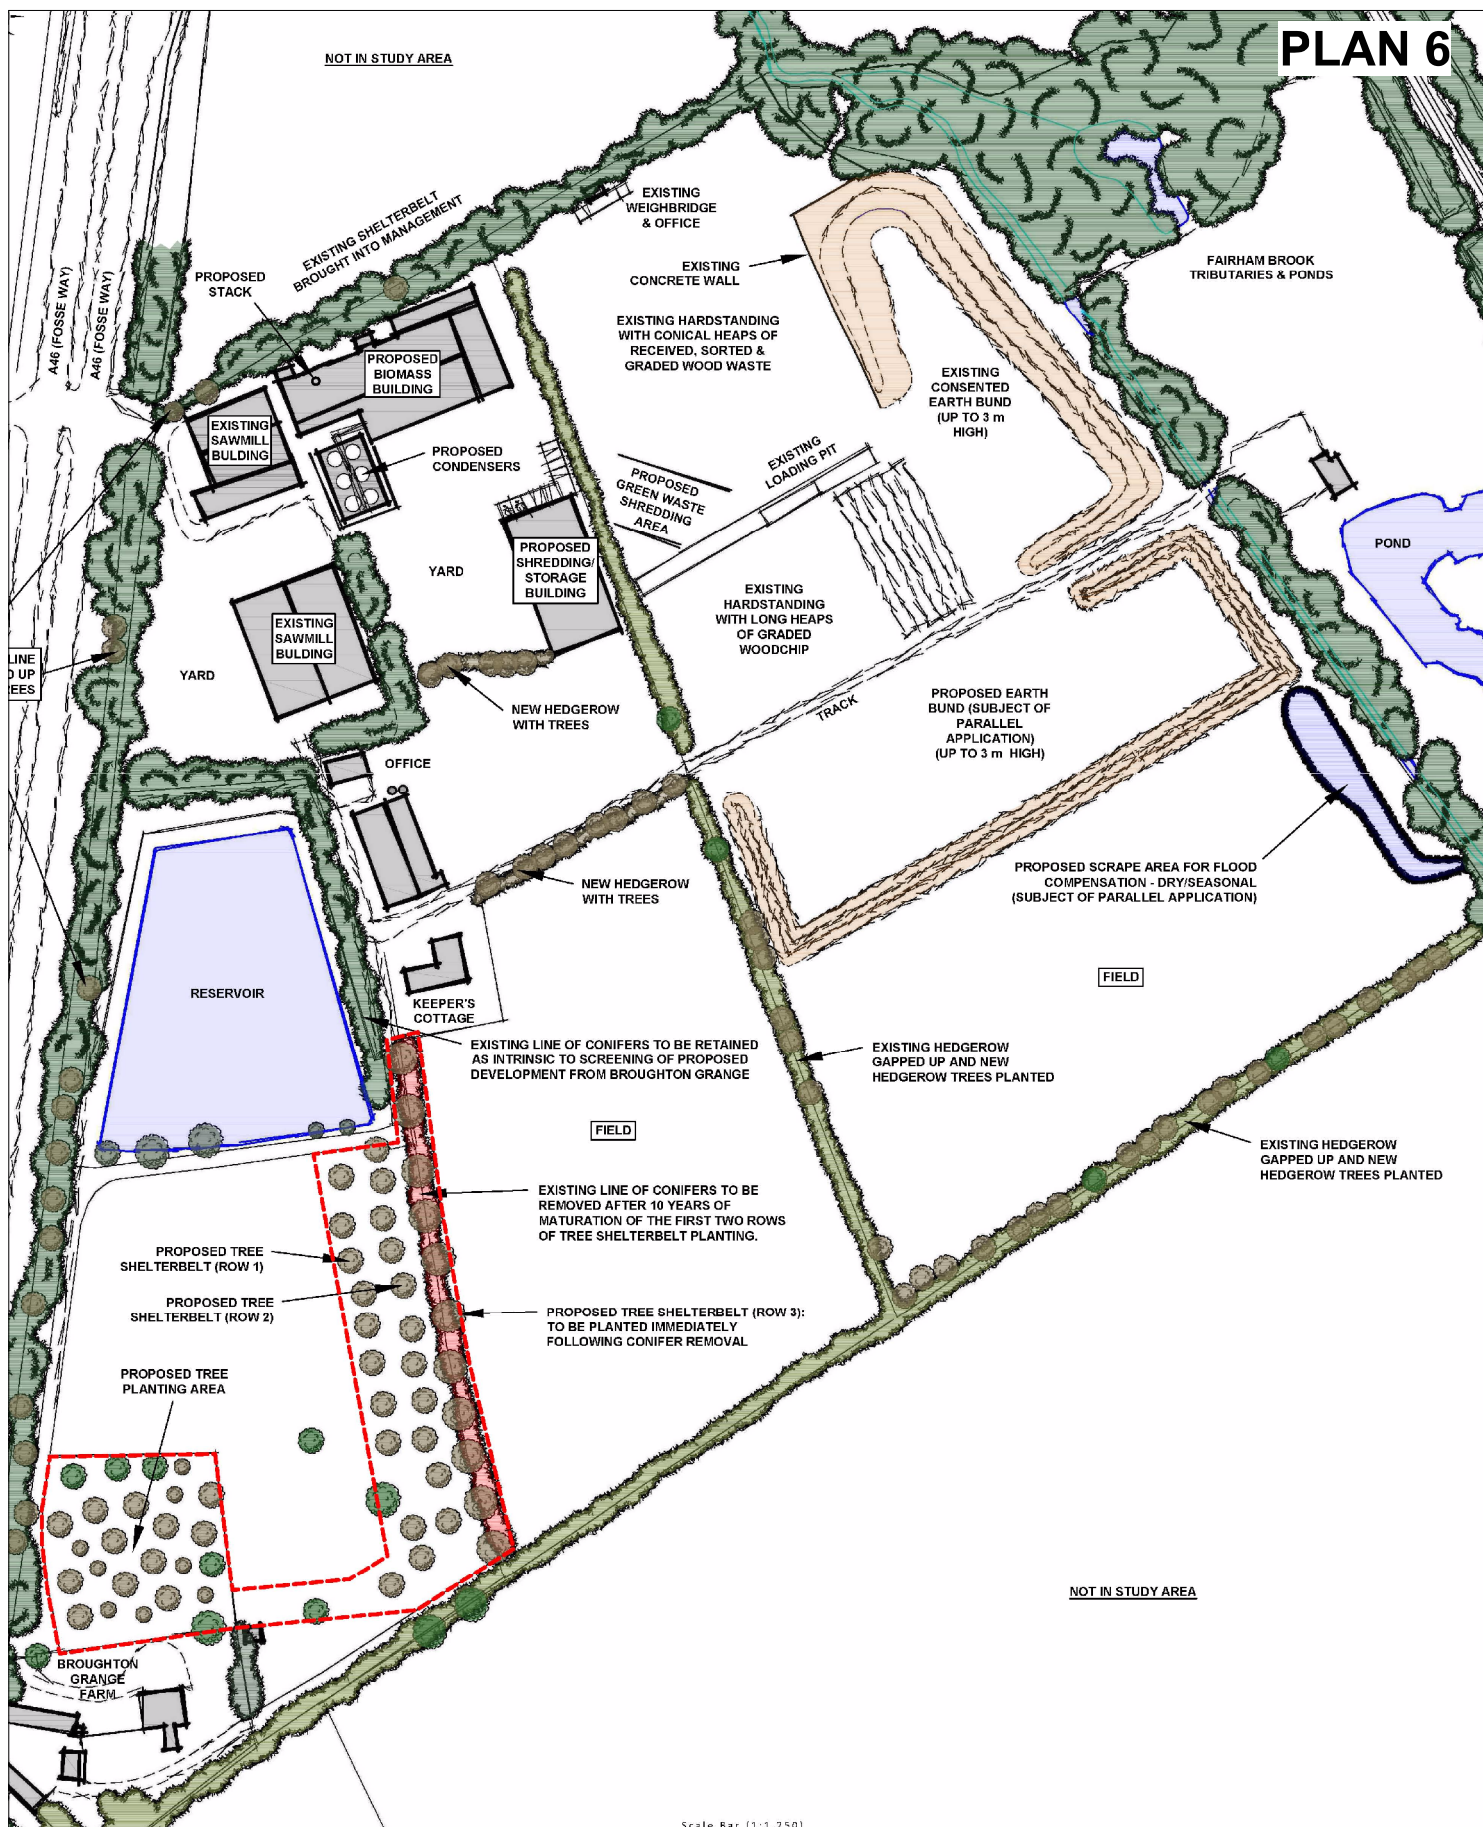 PLAN 6
NOT IN STUDY AREA
EXISTING SHELTERBELT
BROUGHT INTO MANAGEMENT
EXISTING
WEIGHBRIDGE
& OFFICE
A46 (FOSSE WAY)
A46 (FOSSE WAY)
PROPOSED
STACK
EXISTING
CONCRETE WALL
FAIRHAM BROOK
TRIBUTARIES & PONDS
EXISTING HARDSTANDING
WITH CONICAL HEAPS OF
RECEIVED, SORTED &
GRADED WOOD WASTE
PROPOSED
BIOMASS
BUILDING
EXISTING
CONSENTED
EARTH BUND
(UP TO 3 m
HIGH)
EXISTING
SAWMILL
BULDING
PROPOSED
CONDENSERS
EXISTING
LOADING PIT
PROPOSED
GREEN WASTE
SHREDDING
AREA
POND
PROPOSED
SHREDDING/
STORAGE
BUILDING
YARD
EXISTING
HARDSTANDING
WITH LONG HEAPS
OF GRADED
WOODCHIP
EXISTING
SAWMILL
BULDING
LINE
D UP
REES
YARD
NEW HEDGEROW
WITH TREES
TRACK
PROPOSED EARTH
BUND (SUBJECT OF
PARALLEL
APPLICATION)
(UP TO 3 m HIGH)
OFFICE
PROPOSED SCRAPE AREA FOR FLOOD
COMPENSATION - DRY/SEASONAL
(SUBJECT OF PARALLEL APPLICATION)
NEW HEDGEROW
WITH TREES
RESERVOIR
FIELD
KEEPER'S
COTTAGE
EXISTING LINE OF CONIFERS TO BE RETAINED
AS INTRINSIC TO SCREENING OF PROPOSED
DEVELOPMENT FROM BROUGHTON GRANGE
EXISTING HEDGEROW
GAPPED UP AND NEW
HEDGEROW TREES PLANTED
FIELD
EXISTING HEDGEROW
GAPPED UP AND NEW
HEDGEROW TREES PLANTED
EXISTING LINE OF CONIFERS TO BE
REMOVED AFTER 10 YEARS OF
MATURATION OF THE FIRST TWO ROWS
OF TREE SHELTERBELT PLANTING.
PROPOSED TREE
SHELTERBELT (ROW 1)
PROPOSED TREE
SHELTERBELT (ROW 2)
PROPOSED TREE SHELTERBELT (ROW 3):
TO BE PLANTED IMMEDIATELY
FOLLOWING CONIFER REMOVAL
PROPOSED TREE
PLANTING AREA
NOT IN STUDY AREA
BROUGHTON
GRANGE
FARM
Scale Bar (1:1,250)